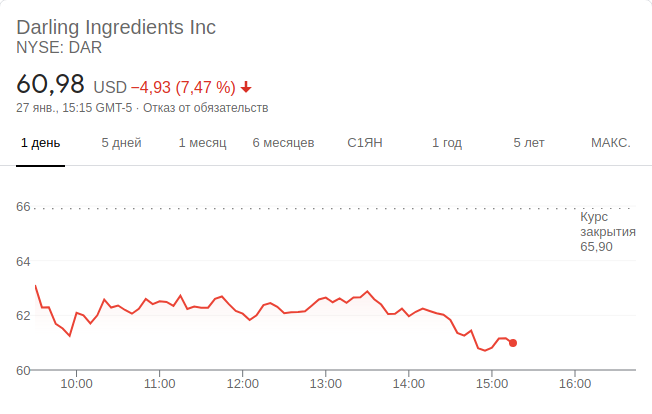 Darling Ingredients Inc
NYSE: DAR
60,98 USD −4,93 (7,47 %)
27 янв., 15:15 GMT-5 · Отказ от обязательств
1 день 5 дней 1 месяц 6 месяцев С1ЯН 1 год 5 лет МАКС.
66
Курс
закрытия
65,90
64
62
60
10:00 11:00 12:00 13:00 14:00 15:00 16:00